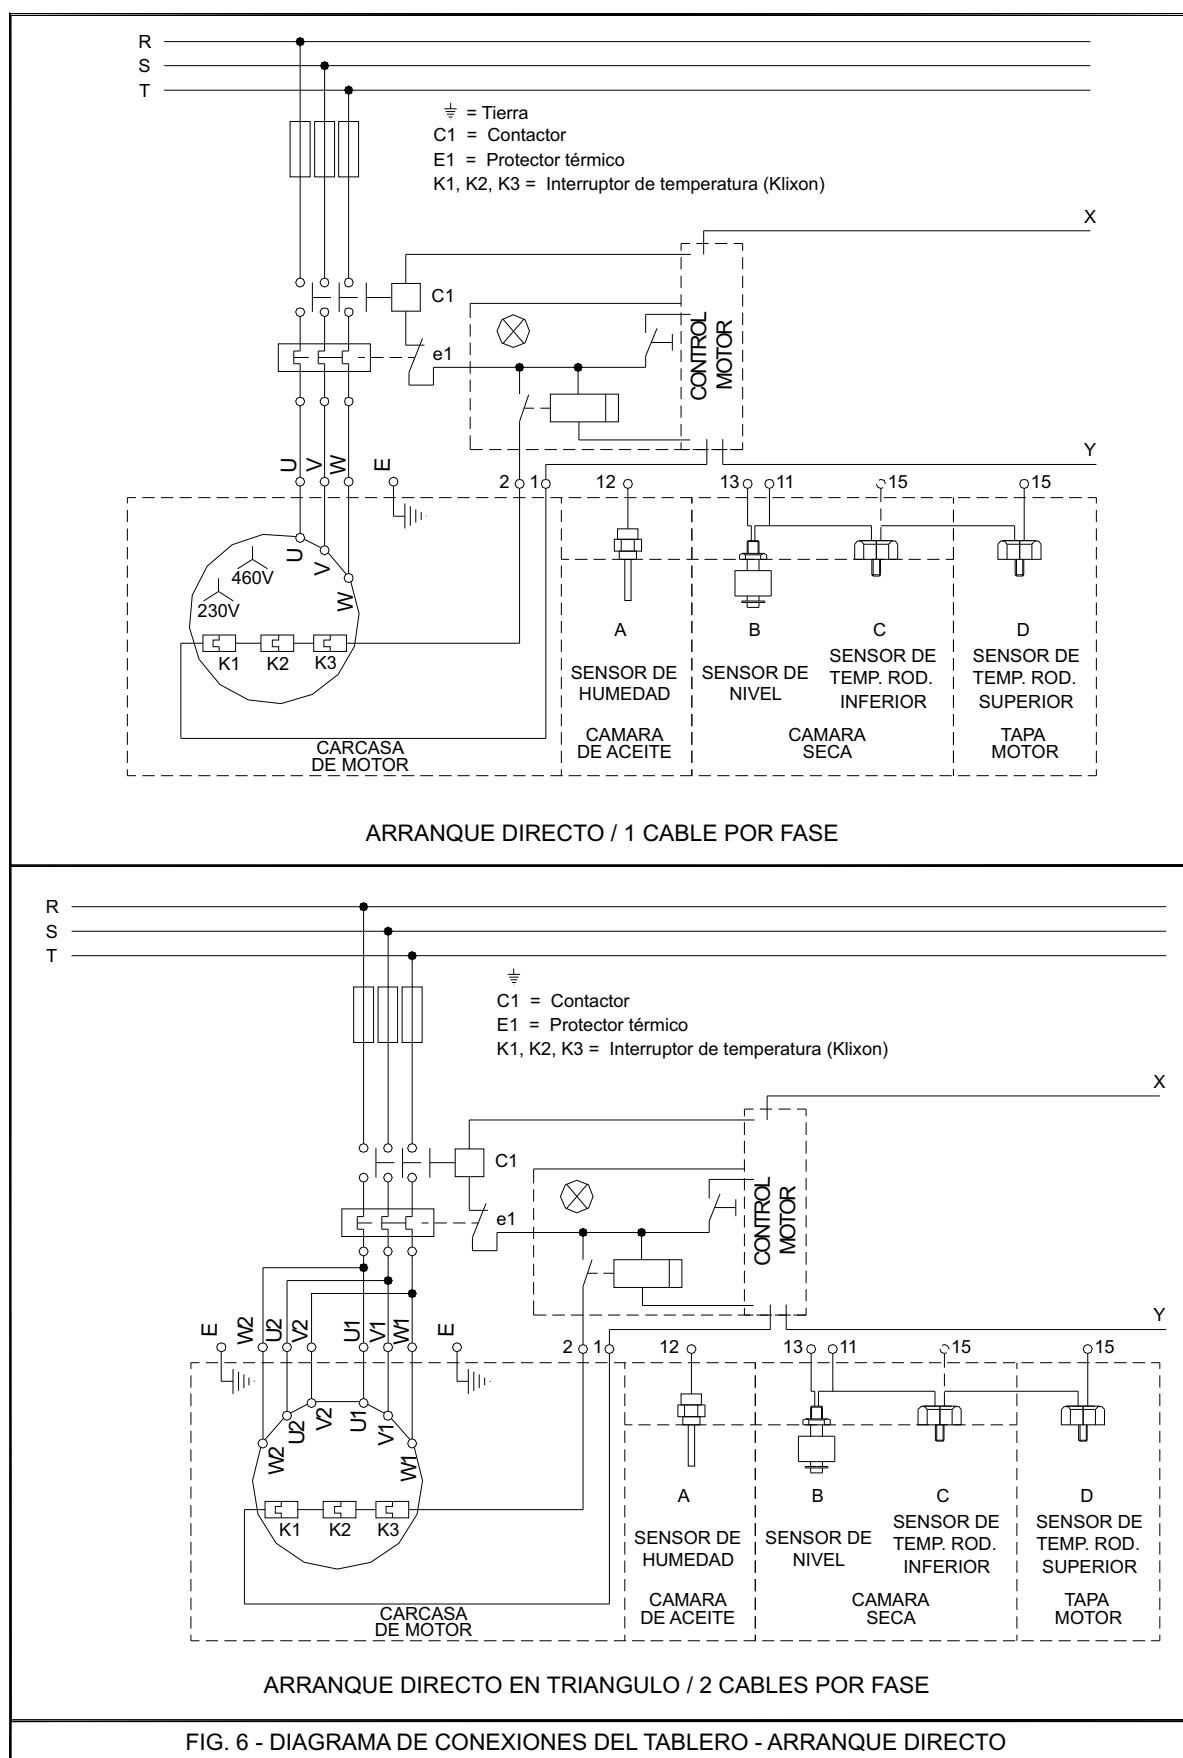 R
S
T
= Tierra
C1 = Contactor
E1 = Protector térmico
K1, K2, K3 = Interruptor de temperatura (Klixon)
X
C1
CONTROL
MOTOR
e1
Y
U
V
W
E
2
1
12
13
11
15
15
U
V
W
460V
230V
K1
K2
K3
A
B
C
D
SENSOR DE
HUMEDAD
SENSOR DE
NIVEL
SENSOR DE
TEMP. ROD.
INFERIOR
SENSOR DE
TEMP. ROD.
SUPERIOR
CARCASA
DE MOTOR
CAMARA
DE ACEITE
CAMARA
SECA
TAPA
MOTOR
ARRANQUE DIRECTO / 1 CABLE POR FASE
R
S
T
C1 = Contactor
E1 = Protector térmico
K1, K2, K3 = Interruptor de temperatura (Klixon)
X
C1
CONTROL
MOTOR
e1
Y
E
W2
U2
V2
U1
V1
W1
E
2
1
12
13
11
15
15
W2
U2
V2
U1
V1
W1
K1
K2
K3
A
B
C
D
SENSOR DE
HUMEDAD
SENSOR DE
NIVEL
SENSOR DE
TEMP. ROD.
INFERIOR
SENSOR DE
TEMP. ROD.
SUPERIOR
CARCASA
DE MOTOR
CAMARA
DE ACEITE
CAMARA
SECA
TAPA
MOTOR
ARRANQUE DIRECTO EN TRIANGULO / 2 CABLES POR FASE
FIG. 6 - DIAGRAMA DE CONEXIONES DEL TABLERO - ARRANQUE DIRECTO